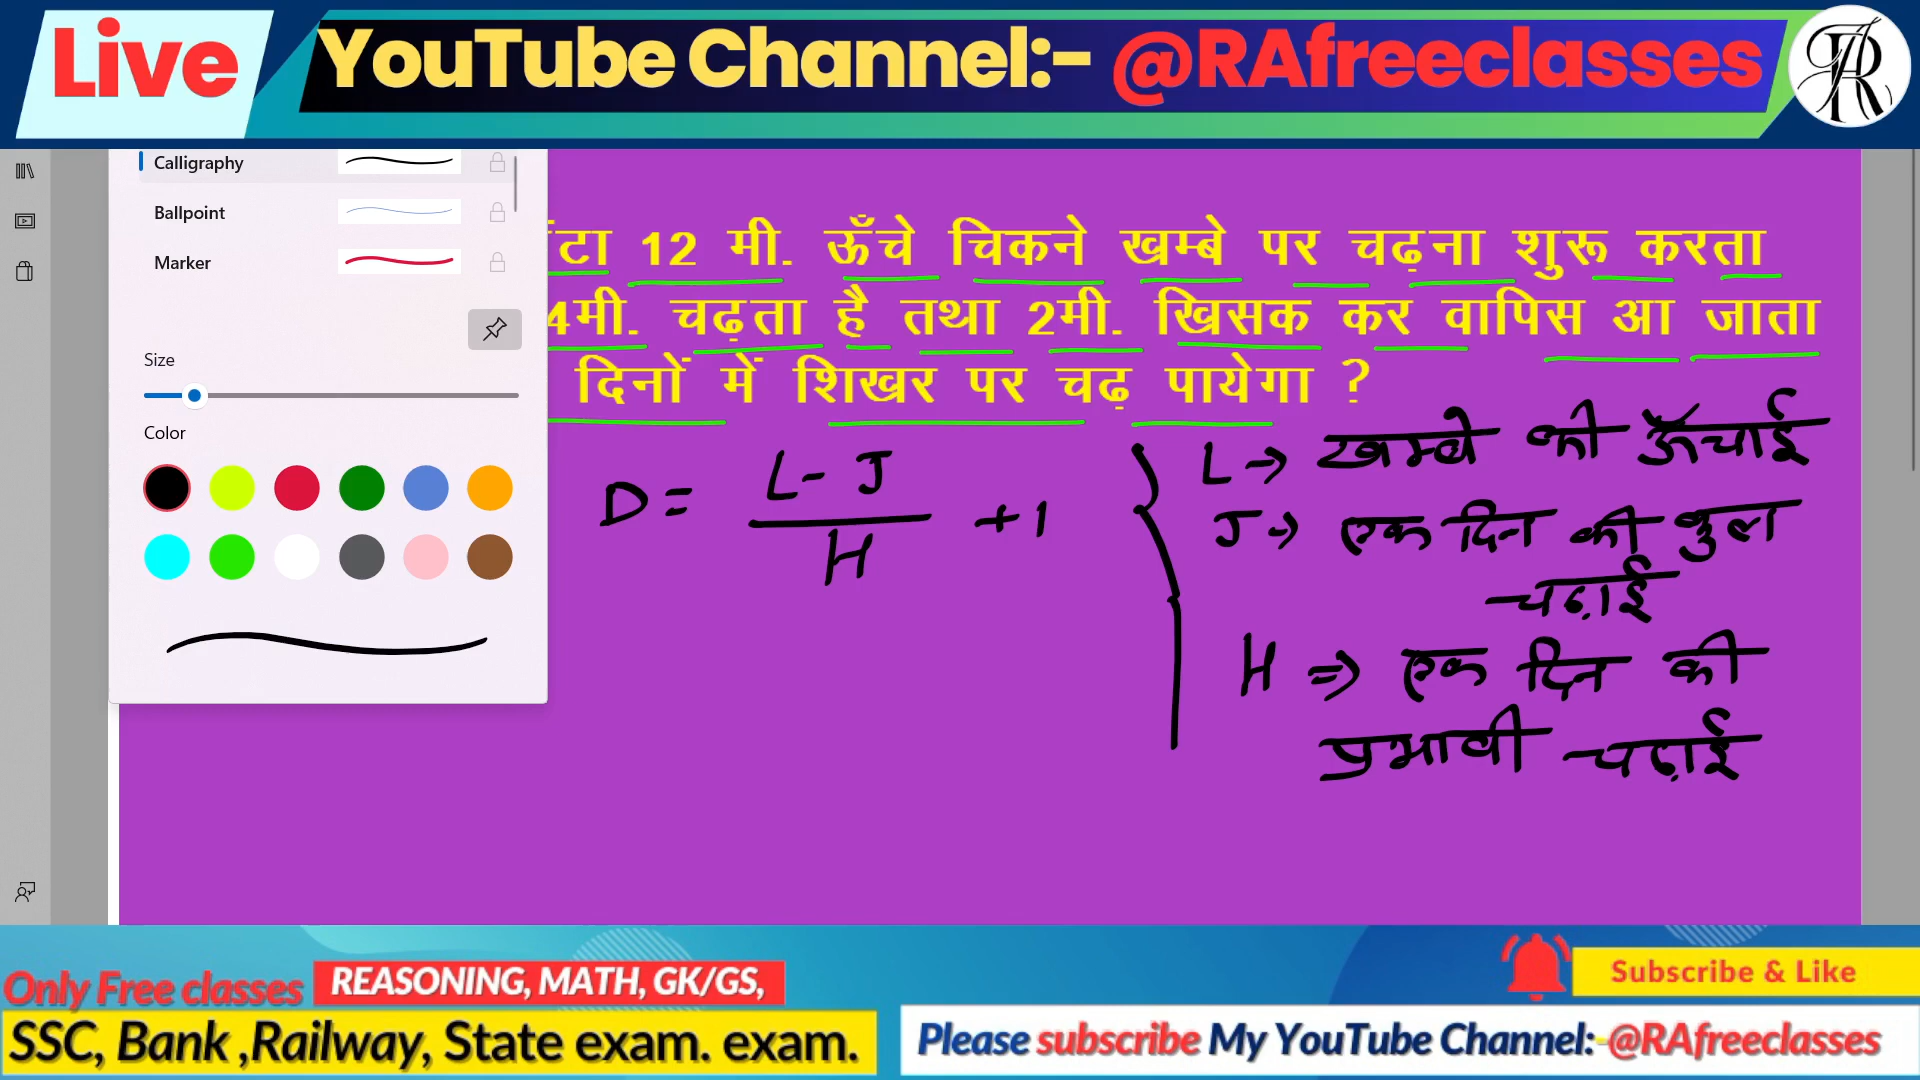 Live
YouTube Channel:- @RAfreeclasses
Calligraphy
Ballpoint
Marker
Size
Color
टा 12 मी. ऊँचे चिकने खम्बे पर चढ़ना शुरू करता
4मी. चढ़ता है तथा 2मी. खिसक कर वापिस आ जाता
दिनों में शिखर पर चढ़ पायेगा ?
D = L - J / H + 1
L → खम्बे की ऊँचाई
J → एक दिन की कुल
चढ़ाई
H ⇒ एक दिन की
प्रभावी चढ़ाई
Only Free classes REASONING, MATH, GK/GS,
SSC, Bank ,Railway, State exam. exam.
Subscribe & Like
Please subscribe My YouTube Channel:-@RAfreeclasses